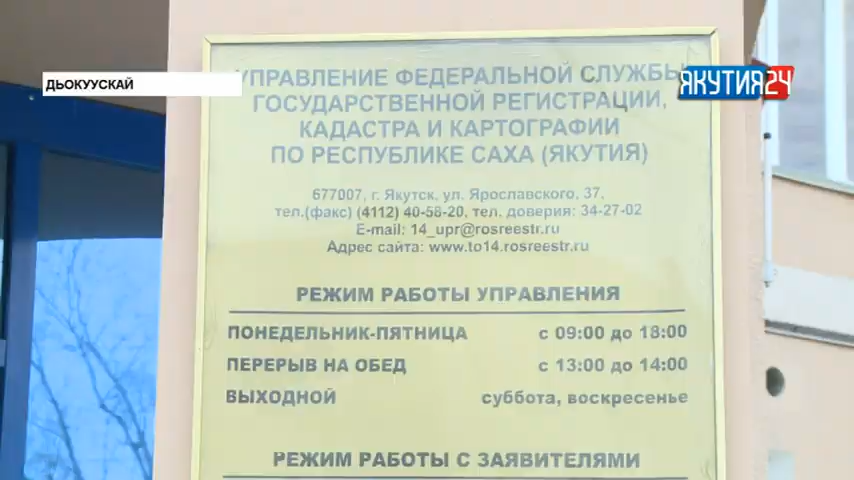 ДЬОКУУСКАЙ
ЯКУТИЯ24
УПРАВЛЕНИЕ ФЕДЕРАЛЬНОЙ СЛУЖБЫ
ГОСУДАРСТВЕННОЙ РЕГИСТРАЦИИ,
КАДАСТРА И КАРТОГРАФИИ
ПО РЕСПУБЛИКЕ САХА (ЯКУТИЯ)
677007, г. Якутск, ул. Ярославского, 37,
тел.(факс) (4112) 40-58-20, тел. доверия: 34-27-02
E-mail: 14_upr@rosreestr.ru
Адрес сайта: www.to14.rosreestr.ru
РЕЖИМ РАБОТЫ УПРАВЛЕНИЯ
ПОНЕДЕЛЬНИК-ПЯТНИЦА с 09:00 до 18:00
ПЕРЕРЫВ НА ОБЕД с 13:00 до 14:00
ВЫХОДНОЙ суббота, воскресенье
РЕЖИМ РАБОТЫ С ЗАЯВИТЕЛЯМИ